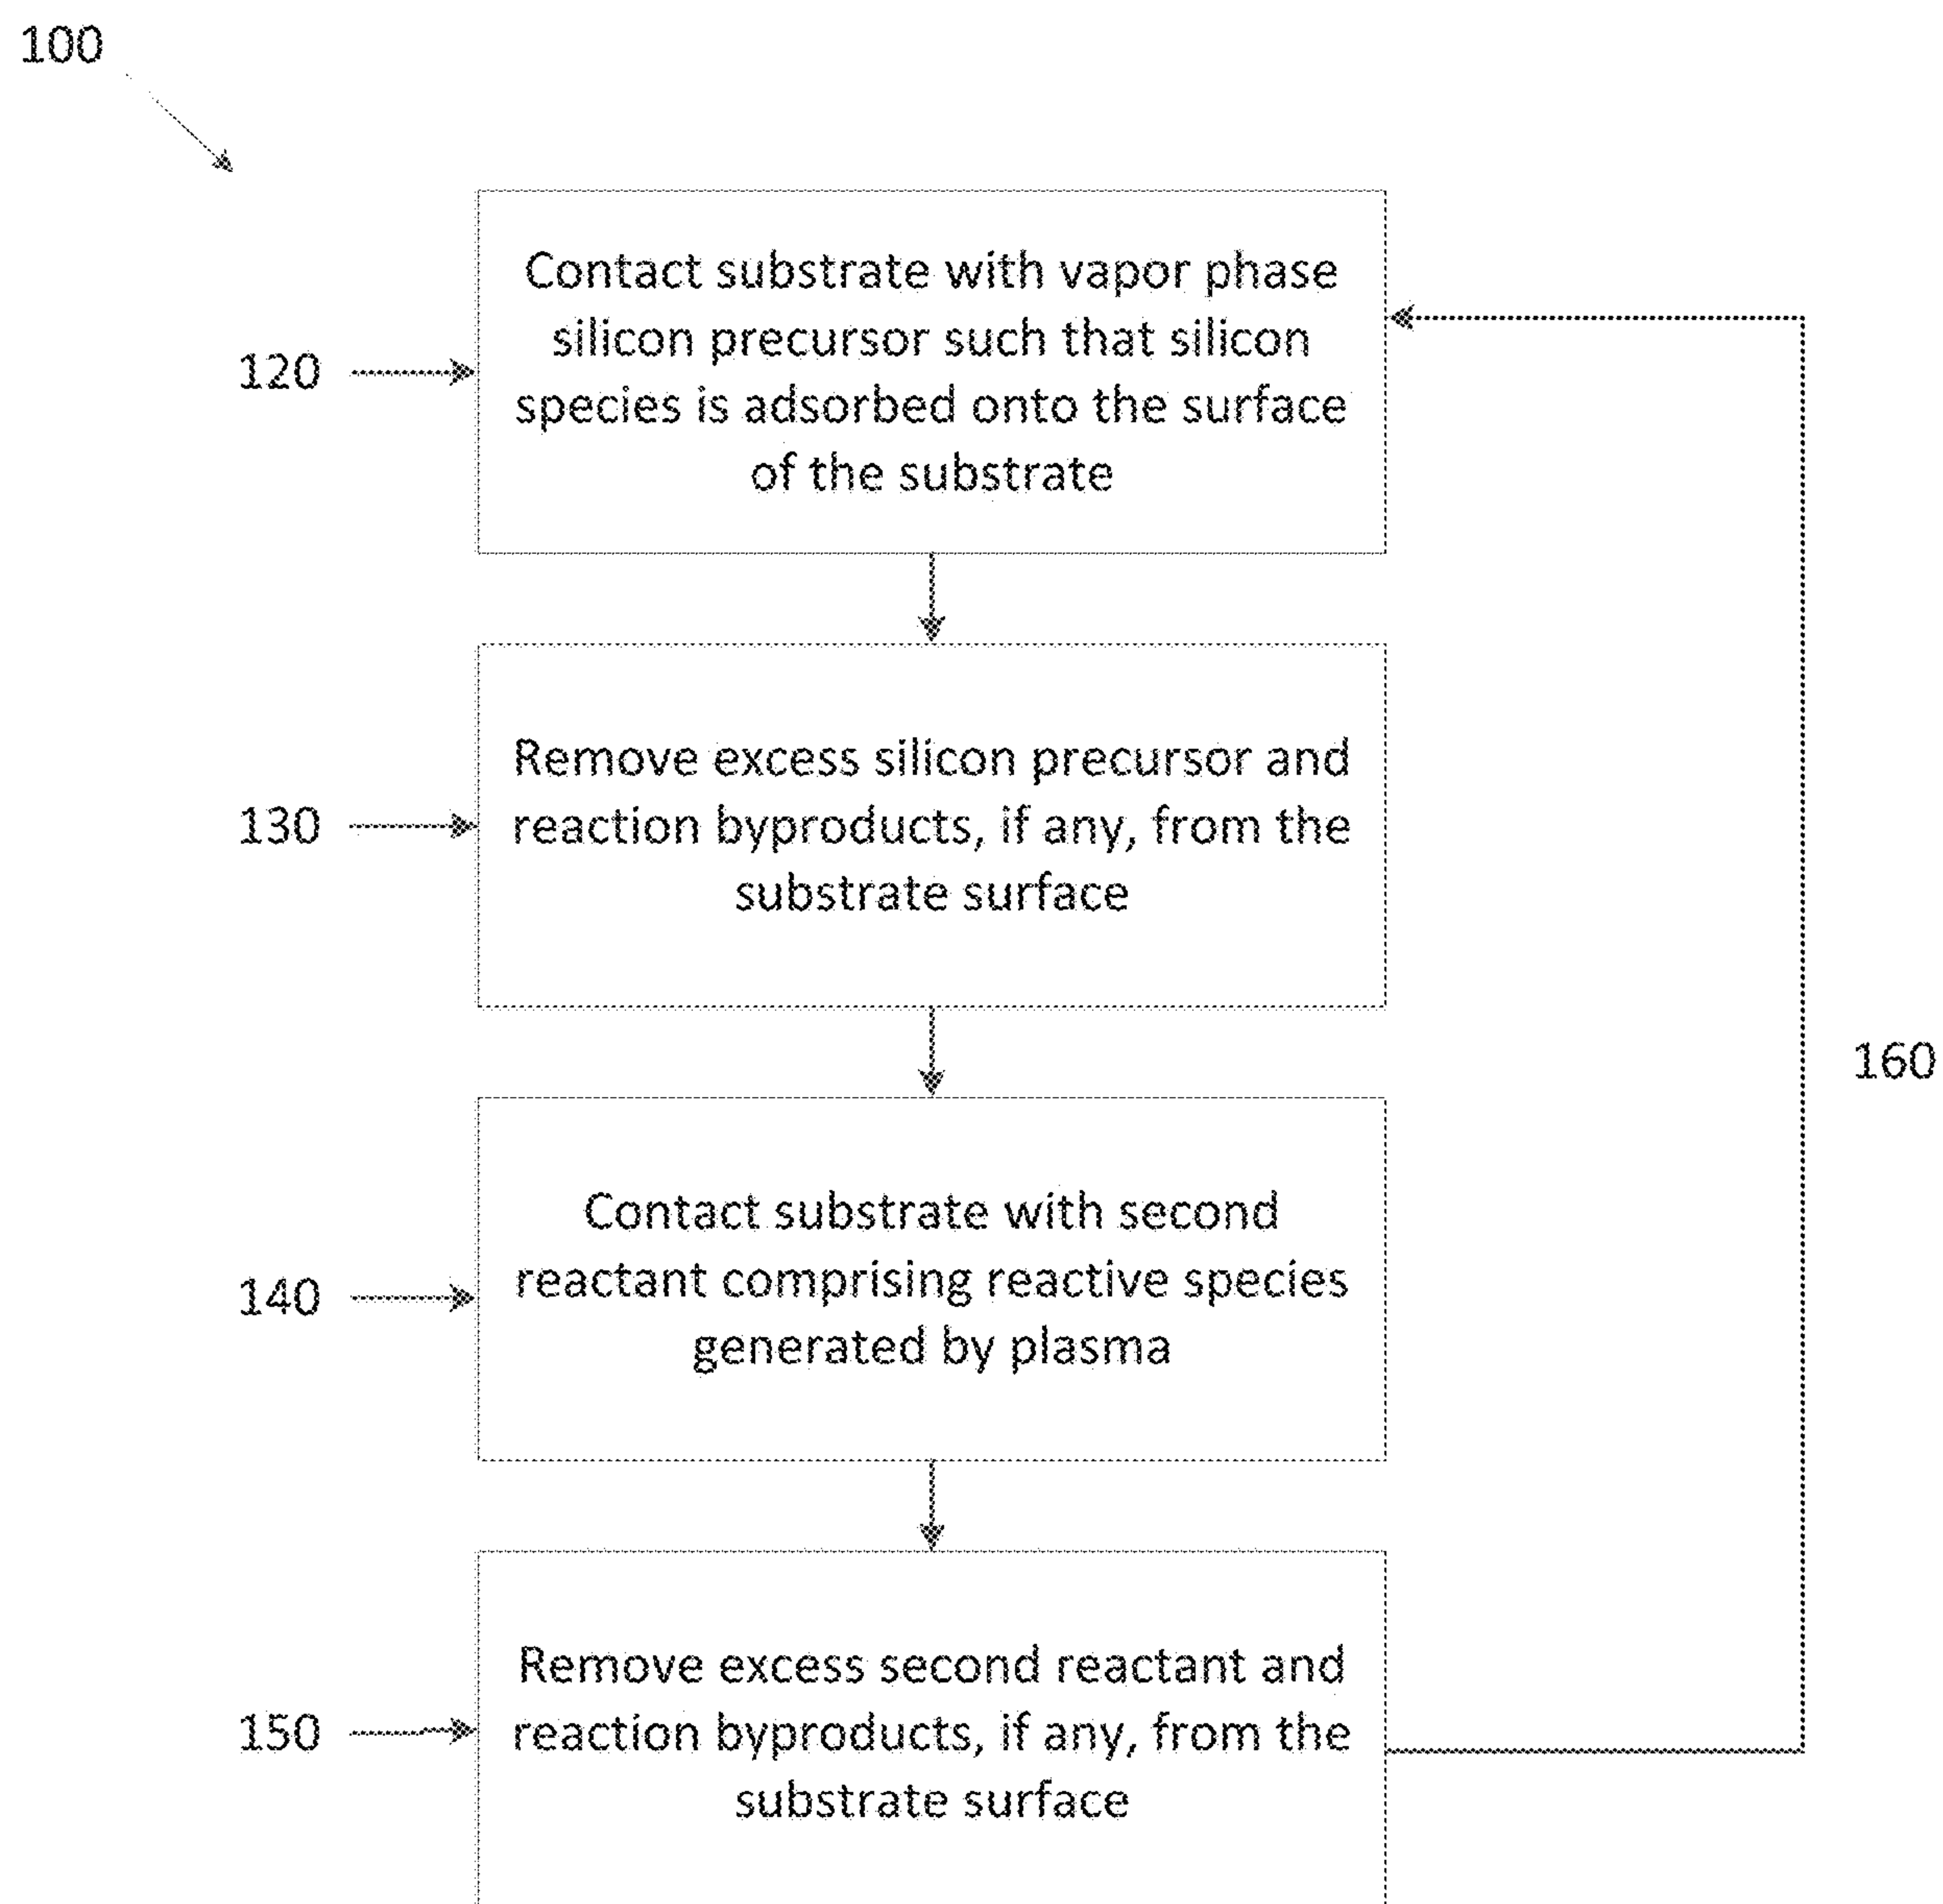 100
Contact substrate with vapor phase
silicon precursor such that silicon
species is adsorbed onto the surface
of the substrate
120
Remove excess silicon precursor and
reaction byproducts, if any, from the
substrate surface
130
160
Contact substrate with second
reactant comprising reactive species
generated by plasma
140
Remove excess second reactant and
reaction byproducts, if any, from the
substrate surface
150